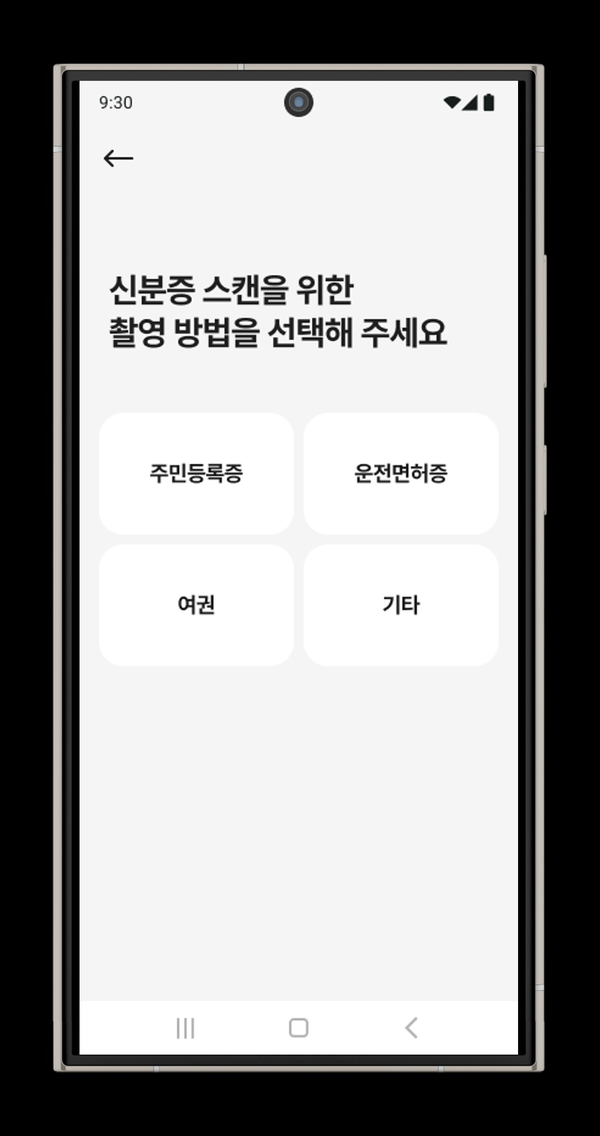 9:30
신분증 스캔을 위한
촬영 방법을 선택해 주세요
주민등록증
운전면허증
여권
기타